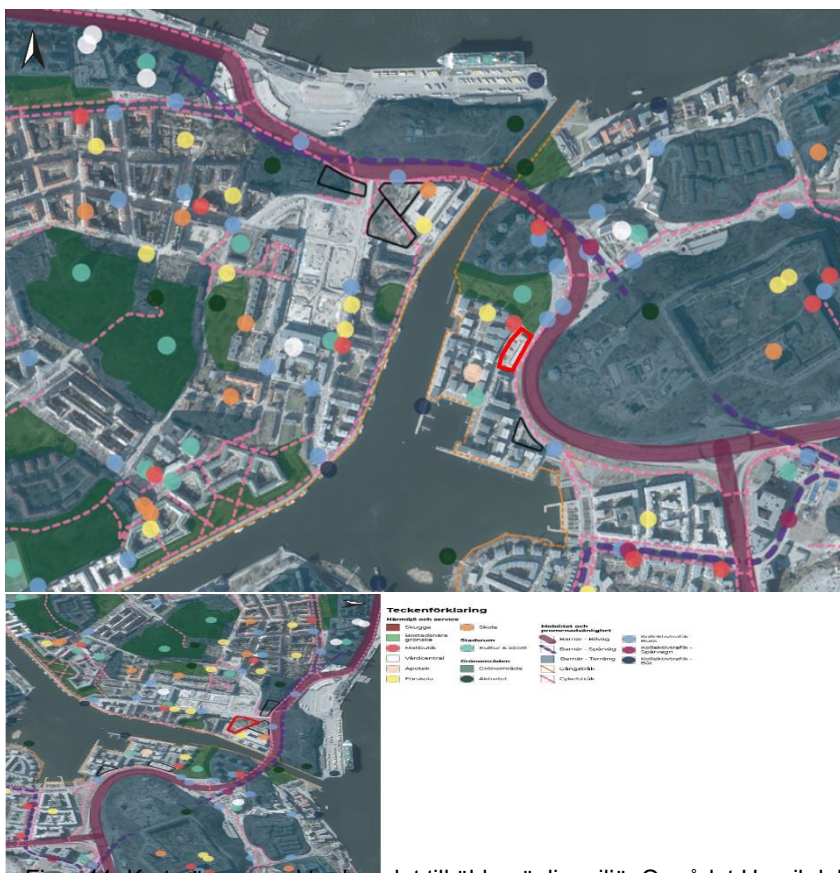 Teckenförklaring
Närmiljö och service
Skugga
Bostadsnära
grönska
Matbutik
Vårdcentral
Apotek
Förskola
Skola
Stadsrum
Kultur & idrott
Grönområden
Grönområde
Aktivitet
Mobilitet och
promenadvänlighet
Barriär - Bilväg
Barriär - Spårväg
Barriär - Terräng
Gångstråk
Cykelstråk
Kollektivtrafik -
Buss
Kollektivtrafik -
Spårvagn
Kollektivtrafik -
Båt